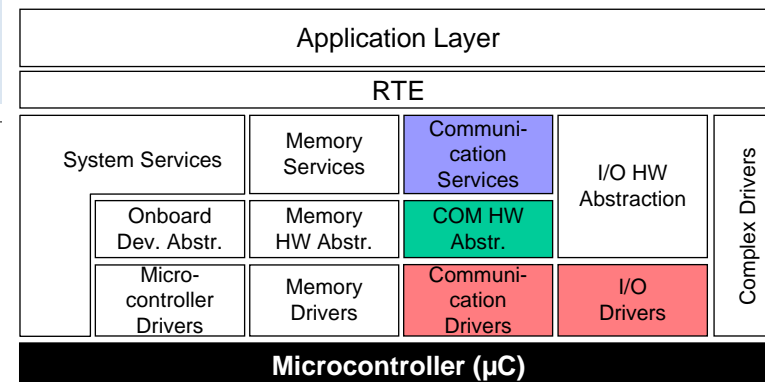 Application Layer
RTE
System Services
Memory
Services
Communi-
cation
Services
I/O HW
Abstraction
Complex Drivers
Onboard
Dev. Abstr.
Memory
HW Abstr.
COM HW
Abstr.
Micro-
controller
Drivers
Memory
Drivers
Communi-
cation
Drivers
I/O
Drivers
Microcontroller (µC)